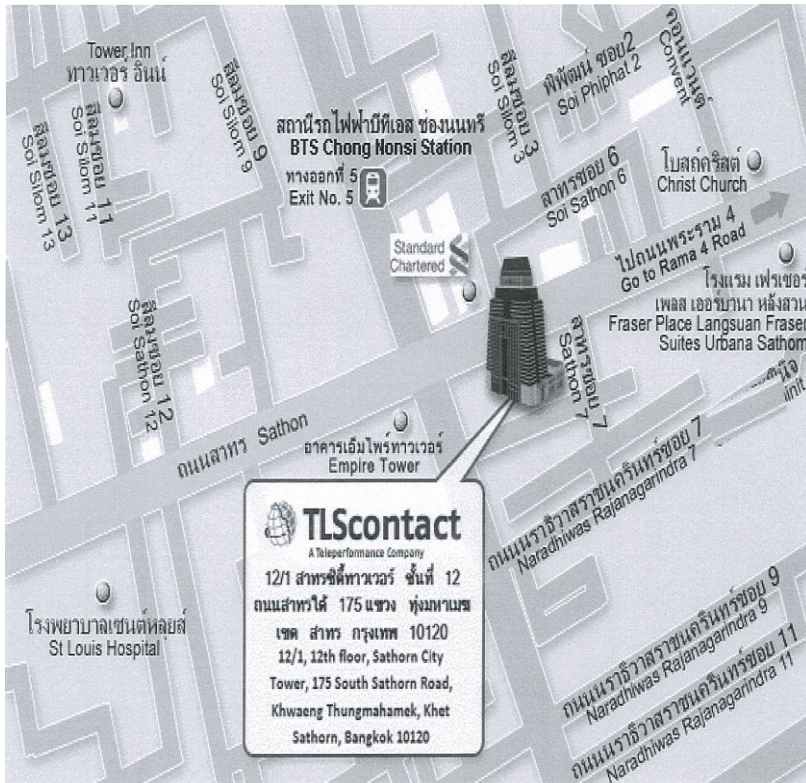 Tower Inn
ทาวเวอร์ อินน์
สีลมซอย 13
Soi Silom 13
สีลมซอย 11
Soi Silom 11
สีลมซอย 9
Soi Silom 9
สถานีรถไฟฟ้าบีทีเอส ช่องนนทรี
BTS Chong Nonsi Station
ทางออกที่ 5
Exit No. 5
สีลมซอย 3
Soi Silom 3
พิพัฒน์ ซอย2
Soi Phiphat 2
คอนแวนต์
Convent
สาทรซอย 6
Soi Sathon 6
โบสถ์คริสต์
Christ Church
ไปถนนพระราม 4
Go to Rama 4 Road
Standard
Chartered
โรงแรม เฟรเซอร์
เพลส เออร์บานา หลังสวน
Fraser Place Langsuan Fraser
Suites Urbana Sathorn
สีลมซอย 12
Soi Sathon 12
สาทรซอย 7
Sathon 7
ถนนสาทร Sathon
อาคารเอ็มไพร์ทาวเวอร์
Empire Tower
ถนนนราธิวาสราชนครินทร์ซอย 7
Naradhiwas Rajanagarindra 7
TLScontact
A Teleperformance Company
12/1 สาทรซิตี้ทาวเวอร์ ชั้นที่ 12
ถนนสาทรใต้ 175 แขวง ทุ่งมหาเมฆ
เขต สาทร กรุงเทพ 10120
12/1, 12th floor, Sathorn City
Tower, 175 South Sathorn Road,
Khwaeng Thungmahamek, Khet
Sathorn, Bangkok 10120
โรงพยาบาลเซนต์หลุยส์
St Louis Hospital
ถนนนราธิวาสราชนครินทร์ซอย 9
Naradhiwas Rajanagarindra 9
ถนนนราธิวาสราชนครินทร์ซอย 11
Naradhiwas Rajanagarindra 11